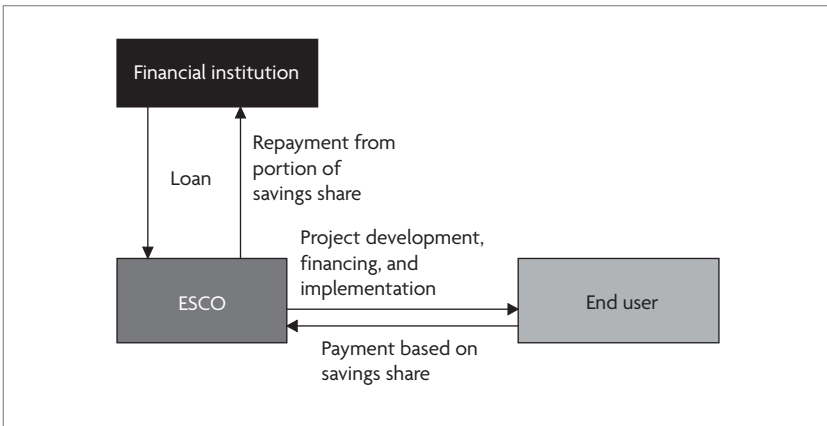 Financial institution
Loan
Repayment from
portion of
savings share
Project development,
financing, and
implementation
ESCO
End user
Payment based on
savings share